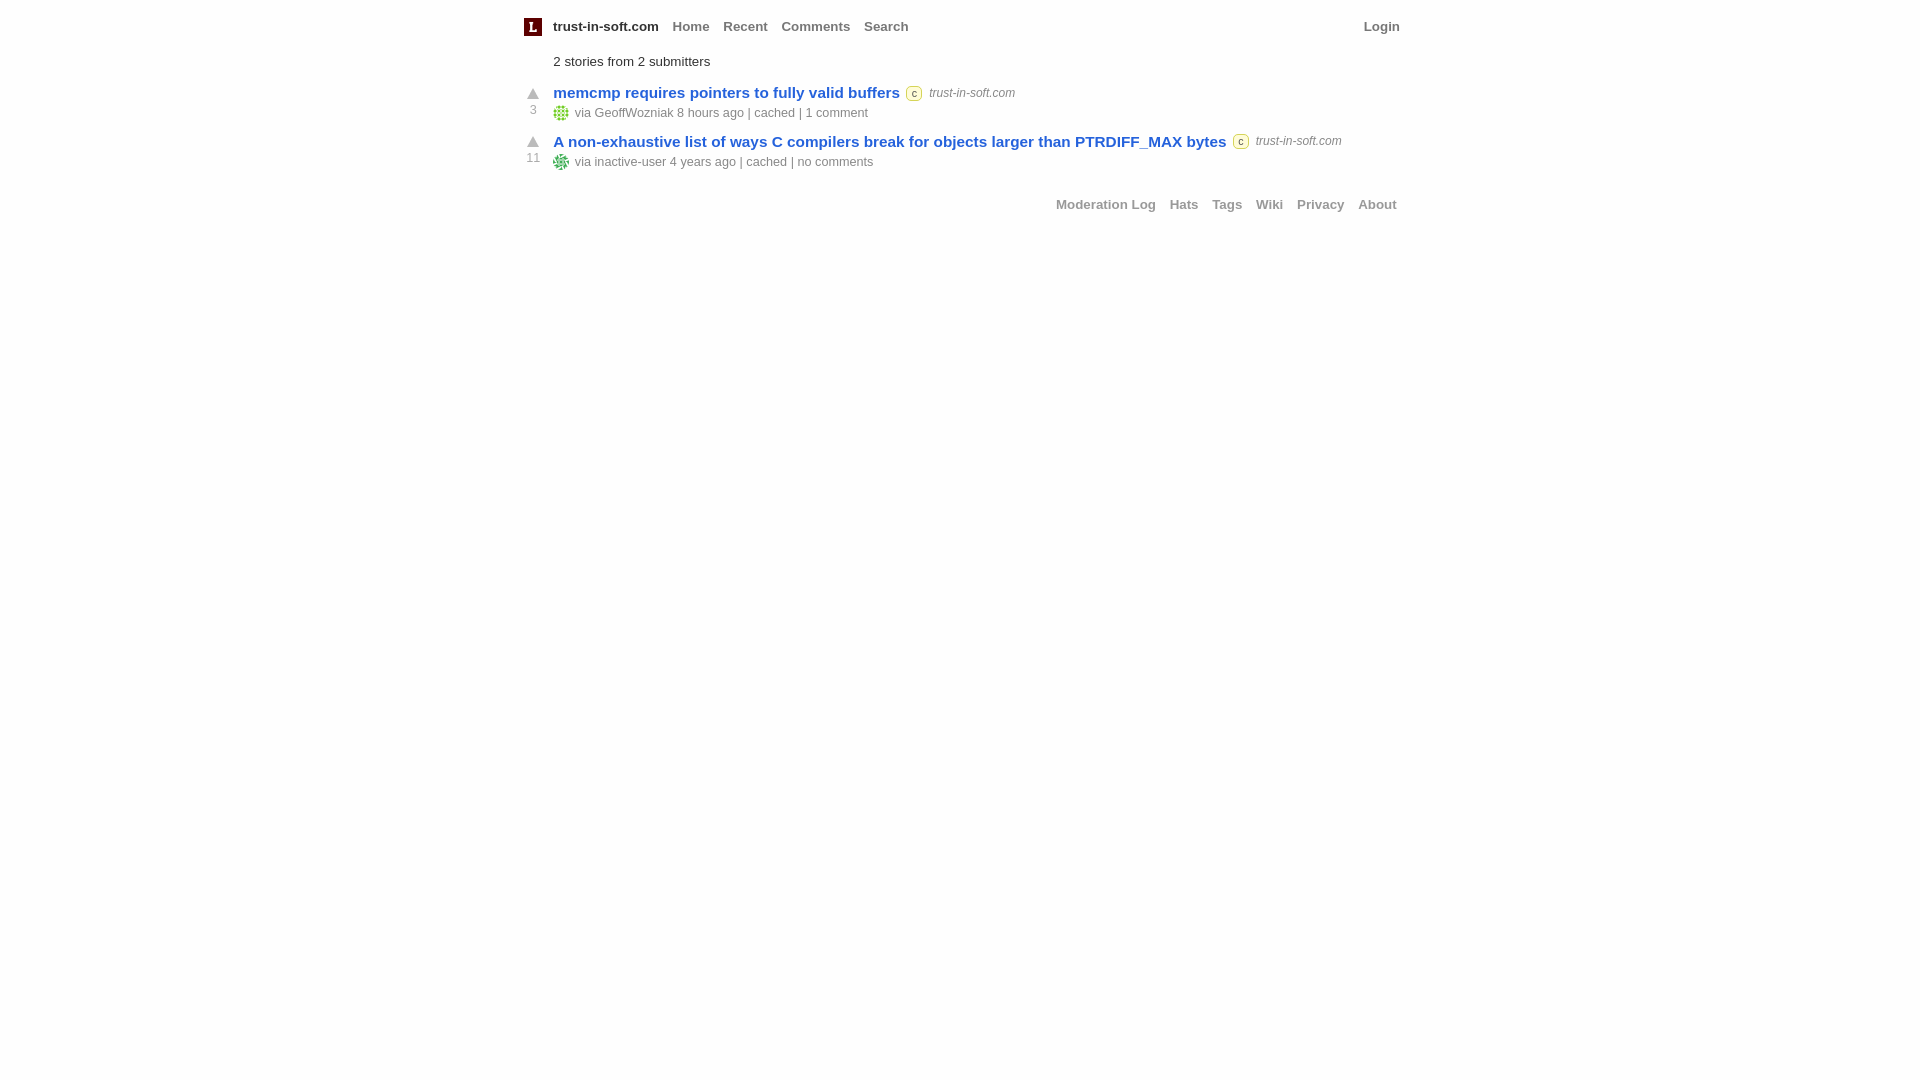 L trust-in-soft.com Home Recent Comments Search Login
2 stories from 2 submitters
memcmp requires pointers to fully valid buffers c trust-in-soft.com
3 via GeoffWozniak 8 hours ago | cached | 1 comment
A non-exhaustive list of ways C compilers break for objects larger than PTRDIFF_MAX bytes c trust-in-soft.com
11 via inactive-user 4 years ago | cached | no comments
Moderation Log Hats Tags Wiki Privacy About